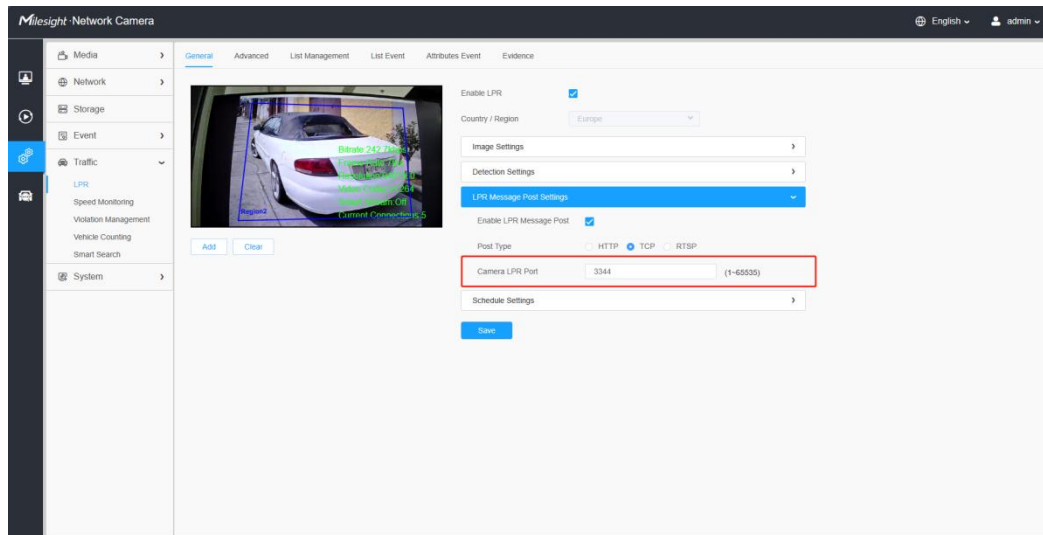 Milesight · Network Camera
English
admin
Media
Network
Storage
Event
Traffic
LPR
Speed Monitoring
Violation Management
Vehicle Counting
Smart Search
System
General Advanced List Management List Event Attributes Event Evidence
Bitrate:242.7
Region2
Current Connections:5
Add Clear
Enable LPR
Country / Region Europe
Image Settings
Detection Settings
LPR Message Post Settings
Enable LPR Message Post
Post Type HTTP TCP RTSP
Camera LPR Port 3344 (1~65535)
Schedule Settings
Save